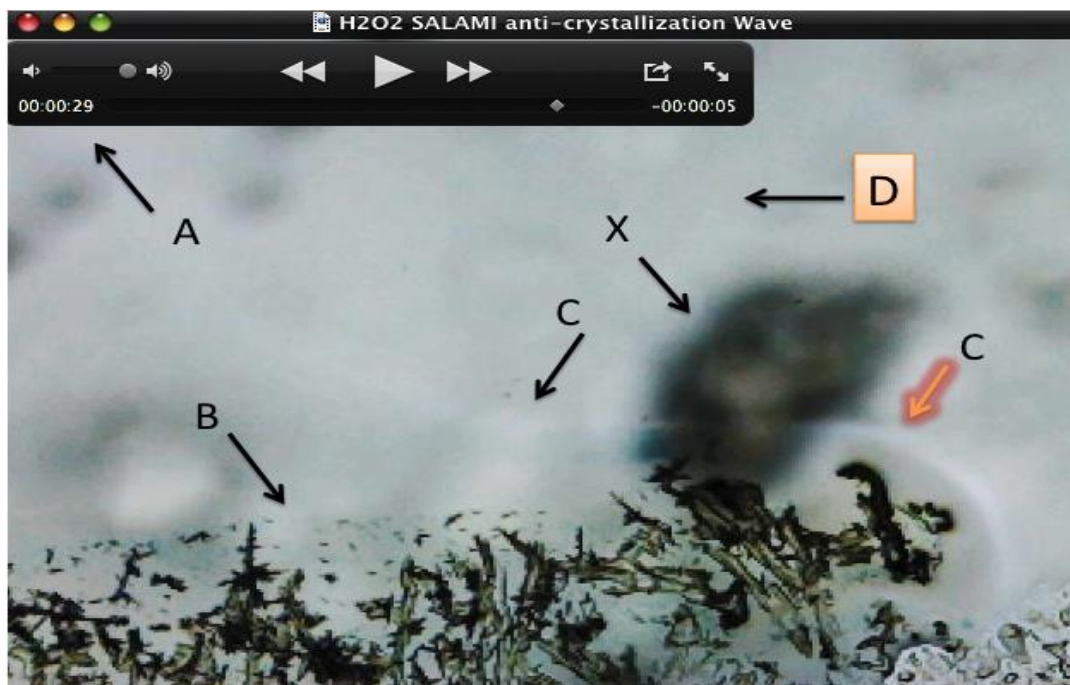 H2O2 SALAMI anti-crystallization Wave
00:00:29 -00:00:05
A
D
X
C
C
B